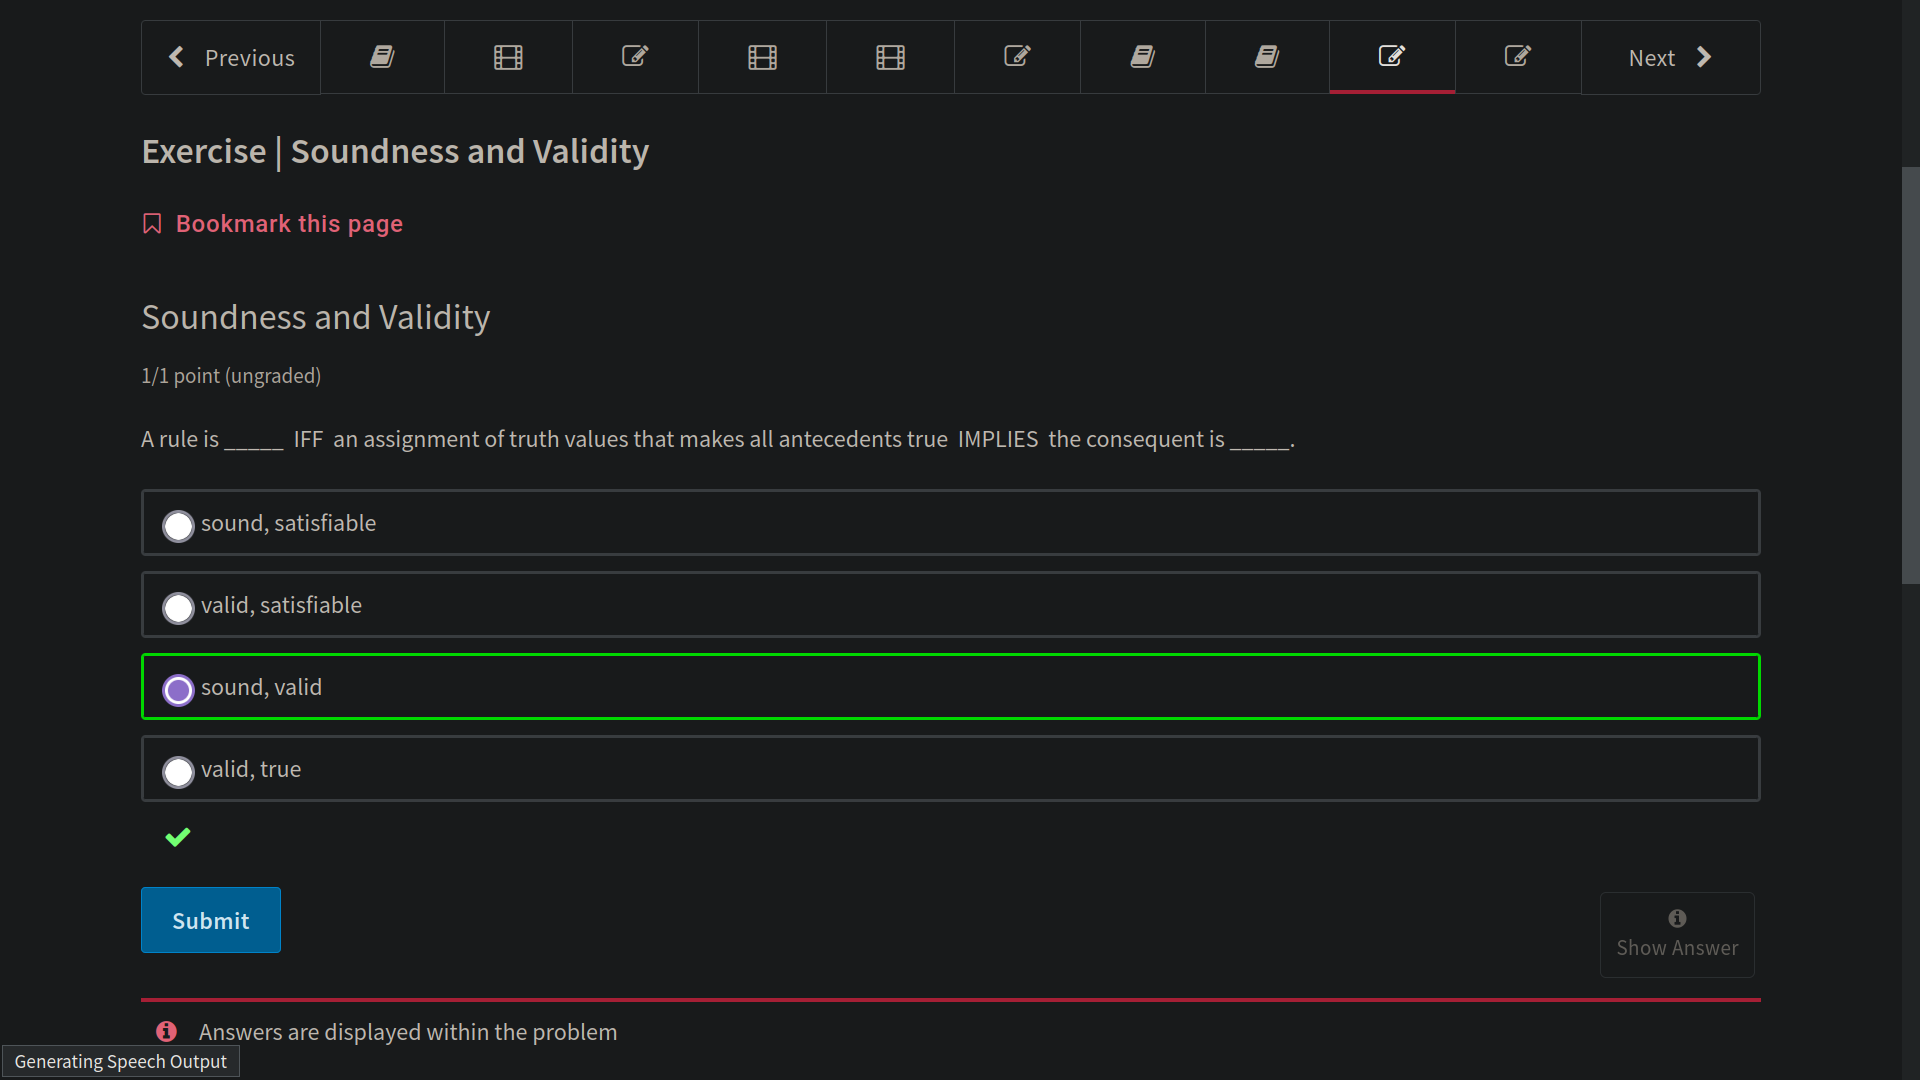 Previous
Next
Exercise | Soundness and Validity
Bookmark this page
Soundness and Validity
1/1 point (ungraded)
A rule is _____ IFF an assignment of truth values that makes all antecedents true IMPLIES the consequent is _____.
sound, satisfiable
valid, satisfiable
sound, valid
valid, true
Submit
Show Answer
Answers are displayed within the problem
Generating Speech Output